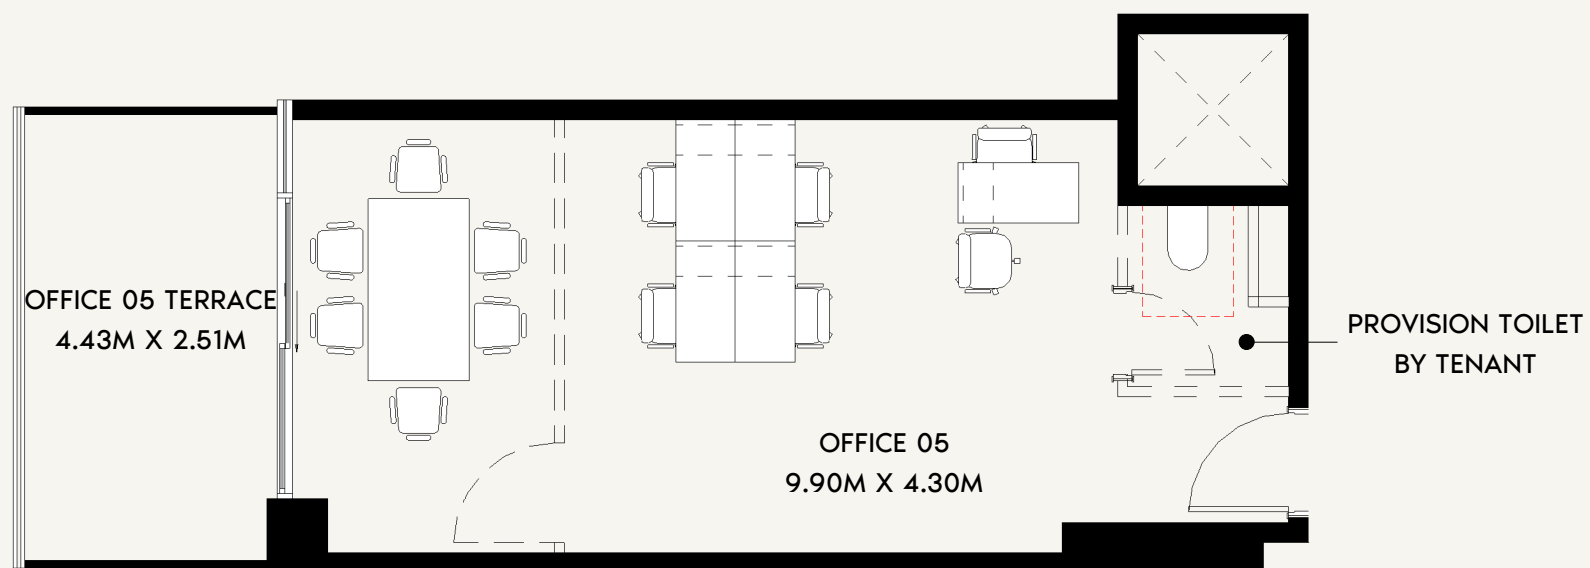 OFFICE 05 TERRACE
4.43M X 2.51M
OFFICE 05
9.90M X 4.30M
PROVISION TOILET
BY TENANT